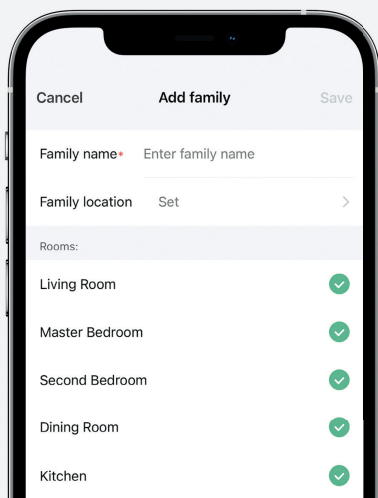 Cancel Add family Save
Family name* Enter family name
Family location Set
Rooms:
Living Room
Master Bedroom
Second Bedroom
Dining Room
Kitchen